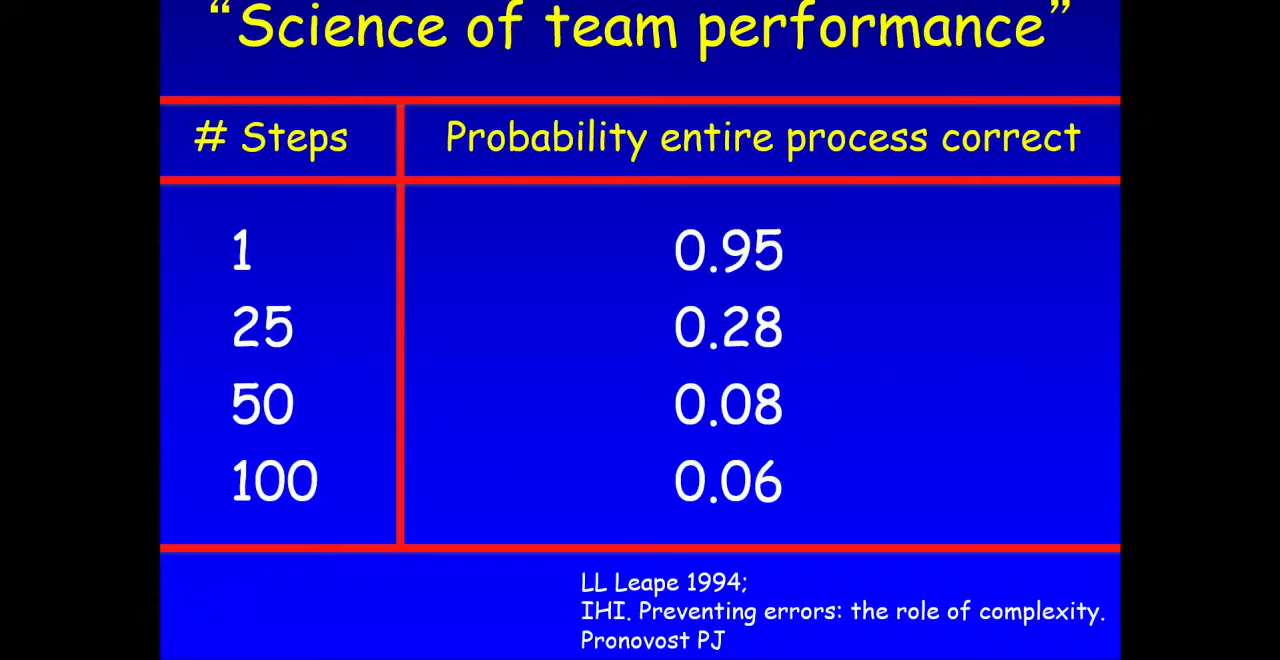 “Science of team performance”
# Steps Probability entire process correct
1 0.95
25 0.28
50 0.08
100 0.06
LL Leape 1994;
IHI. Preventing errors: the role of complexity.
Pronovost PJ